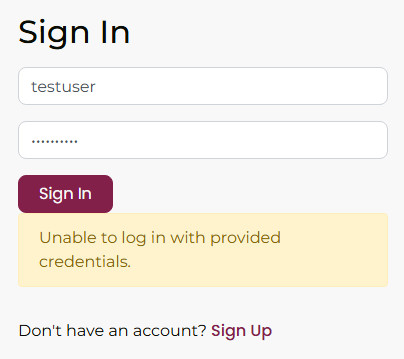 Sign In
testuser
··········
Sign In
Unable to log in with provided
credentials.
Don't have an account? Sign Up